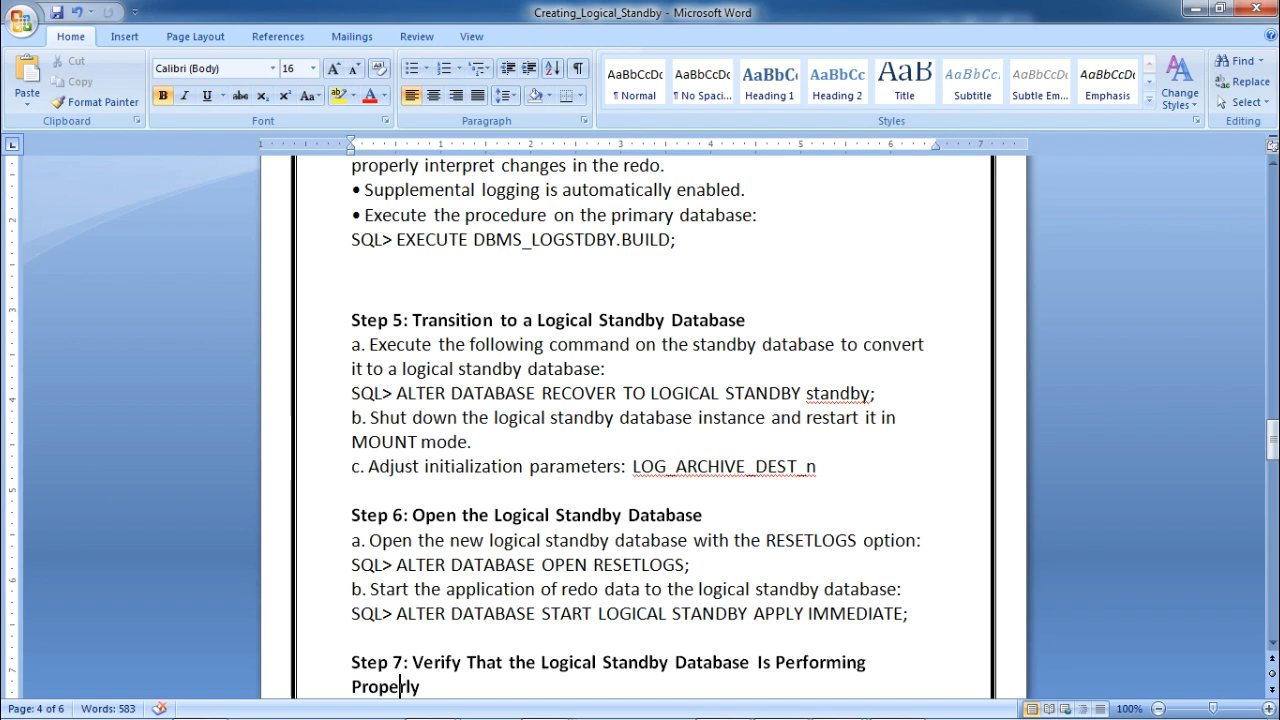 Creating_Logical_Standby - Microsoft Word
Home Insert Page Layout References Mailings Review View
Paste Cut Copy Format Painter Clipboard
Calibri (Body) 16 Font
Paragraph
AaBbCcDc AaBbCcDc AaBbC AaBbCc AaB AaBbCc. AaBbCcDc AaBbCcDc
¶ Normal ¶ No Spaci... Heading 1 Heading 2 Title Subtitle Subtle Em... Emphasis
Change Styles Styles
Find Replace Select Editing
1 1 2 3 4 5 6 7
properly interpret changes in the redo.
• Supplemental logging is automatically enabled.
• Execute the procedure on the primary database:
SQL> EXECUTE DBMS_LOGSTDBY.BUILD;
Step 5: Transition to a Logical Standby Database
a. Execute the following command on the standby database to convert
it to a logical standby database:
SQL> ALTER DATABASE RECOVER TO LOGICAL STANDBY standby;
b. Shut down the logical standby database instance and restart it in
MOUNT mode.
c. Adjust initialization parameters: LOG_ARCHIVE_DEST_n
Step 6: Open the Logical Standby Database
a. Open the new logical standby database with the RESETLOGS option:
SQL> ALTER DATABASE OPEN RESETLOGS;
b. Start the application of redo data to the logical standby database:
SQL> ALTER DATABASE START LOGICAL STANDBY APPLY IMMEDIATE;
Step 7: Verify That the Logical Standby Database Is Performing
Properly
Page: 4 of 6 Words: 583 100%